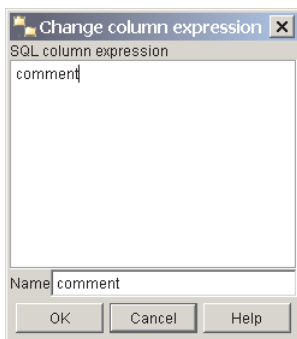 Change column expression
SQL column expression
comment
Name comment
OK Cancel Help